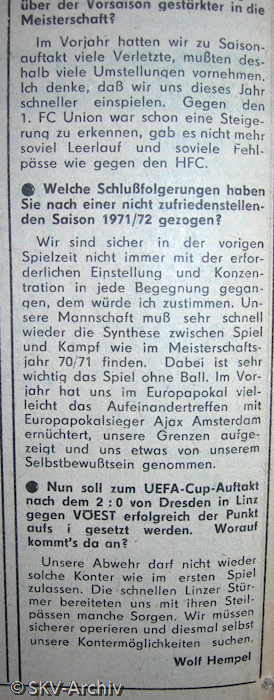 über der Vorsaison gestärkter in die
Meisterschaft?
Im Vorjahr hatten wir zu Saison-
auftakt viele Verletzte, mußten des-
halb viele Umstellungen vornehmen.
Ich denke, daß wir uns dieses Jahr
schneller einspielen. Gegen den
1. FC Union war schon eine Steige-
rung zu erkennen, gab es nicht mehr
soviel Leerlauf und soviele Fehl-
pässe wie gegen den HFC.
● Welche Schlußfolgerungen haben
Sie nach einer nicht zufriedenstellen-
den Saison 1971/72 gezogen?
Wir sind sicher in der vorigen
Spielzeit nicht immer mit der erfor-
derlichen Einstellung und Konzen-
tration in jede Begegnung gegan-
gen, dem würde ich zustimmen. Un-
sere Mannschaft muß sehr schnell
wieder die Synthese zwischen Spiel
und Kampf wie im Meisterschafts-
jahr 70/71 finden. Dabei ist sehr
wichtig das Spiel ohne Ball. Im Vor-
jahr hat uns im Europapokal viel-
leicht das Aufeinandertreffen mit
Europapokalsieger Ajax Amsterdam
ernüchtert, unsere Grenzen aufge-
zeigt und uns etwas von unserem
Selbstbewußtsein genommen.
● Nun soll zum UEFA-Cup-Auftakt
nach dem 2:0 von Dresden in Linz
gegen VÖEST erfolgreich der Punkt
aufs i gesetzt werden. Worauf
kommt's da an?
Unsere Abwehr darf nicht wieder
solche Konter wie im ersten Spiel
zulassen. Die schnellen Linzer Stür-
mer bereiteten uns mit ihren Steil-
pässen manche Sorgen. Wir müssen
sicherer operieren und diesmal selbst
unsere Kontermöglichkeiten suchen.
Wolf Hempel
© SKV-Archiv